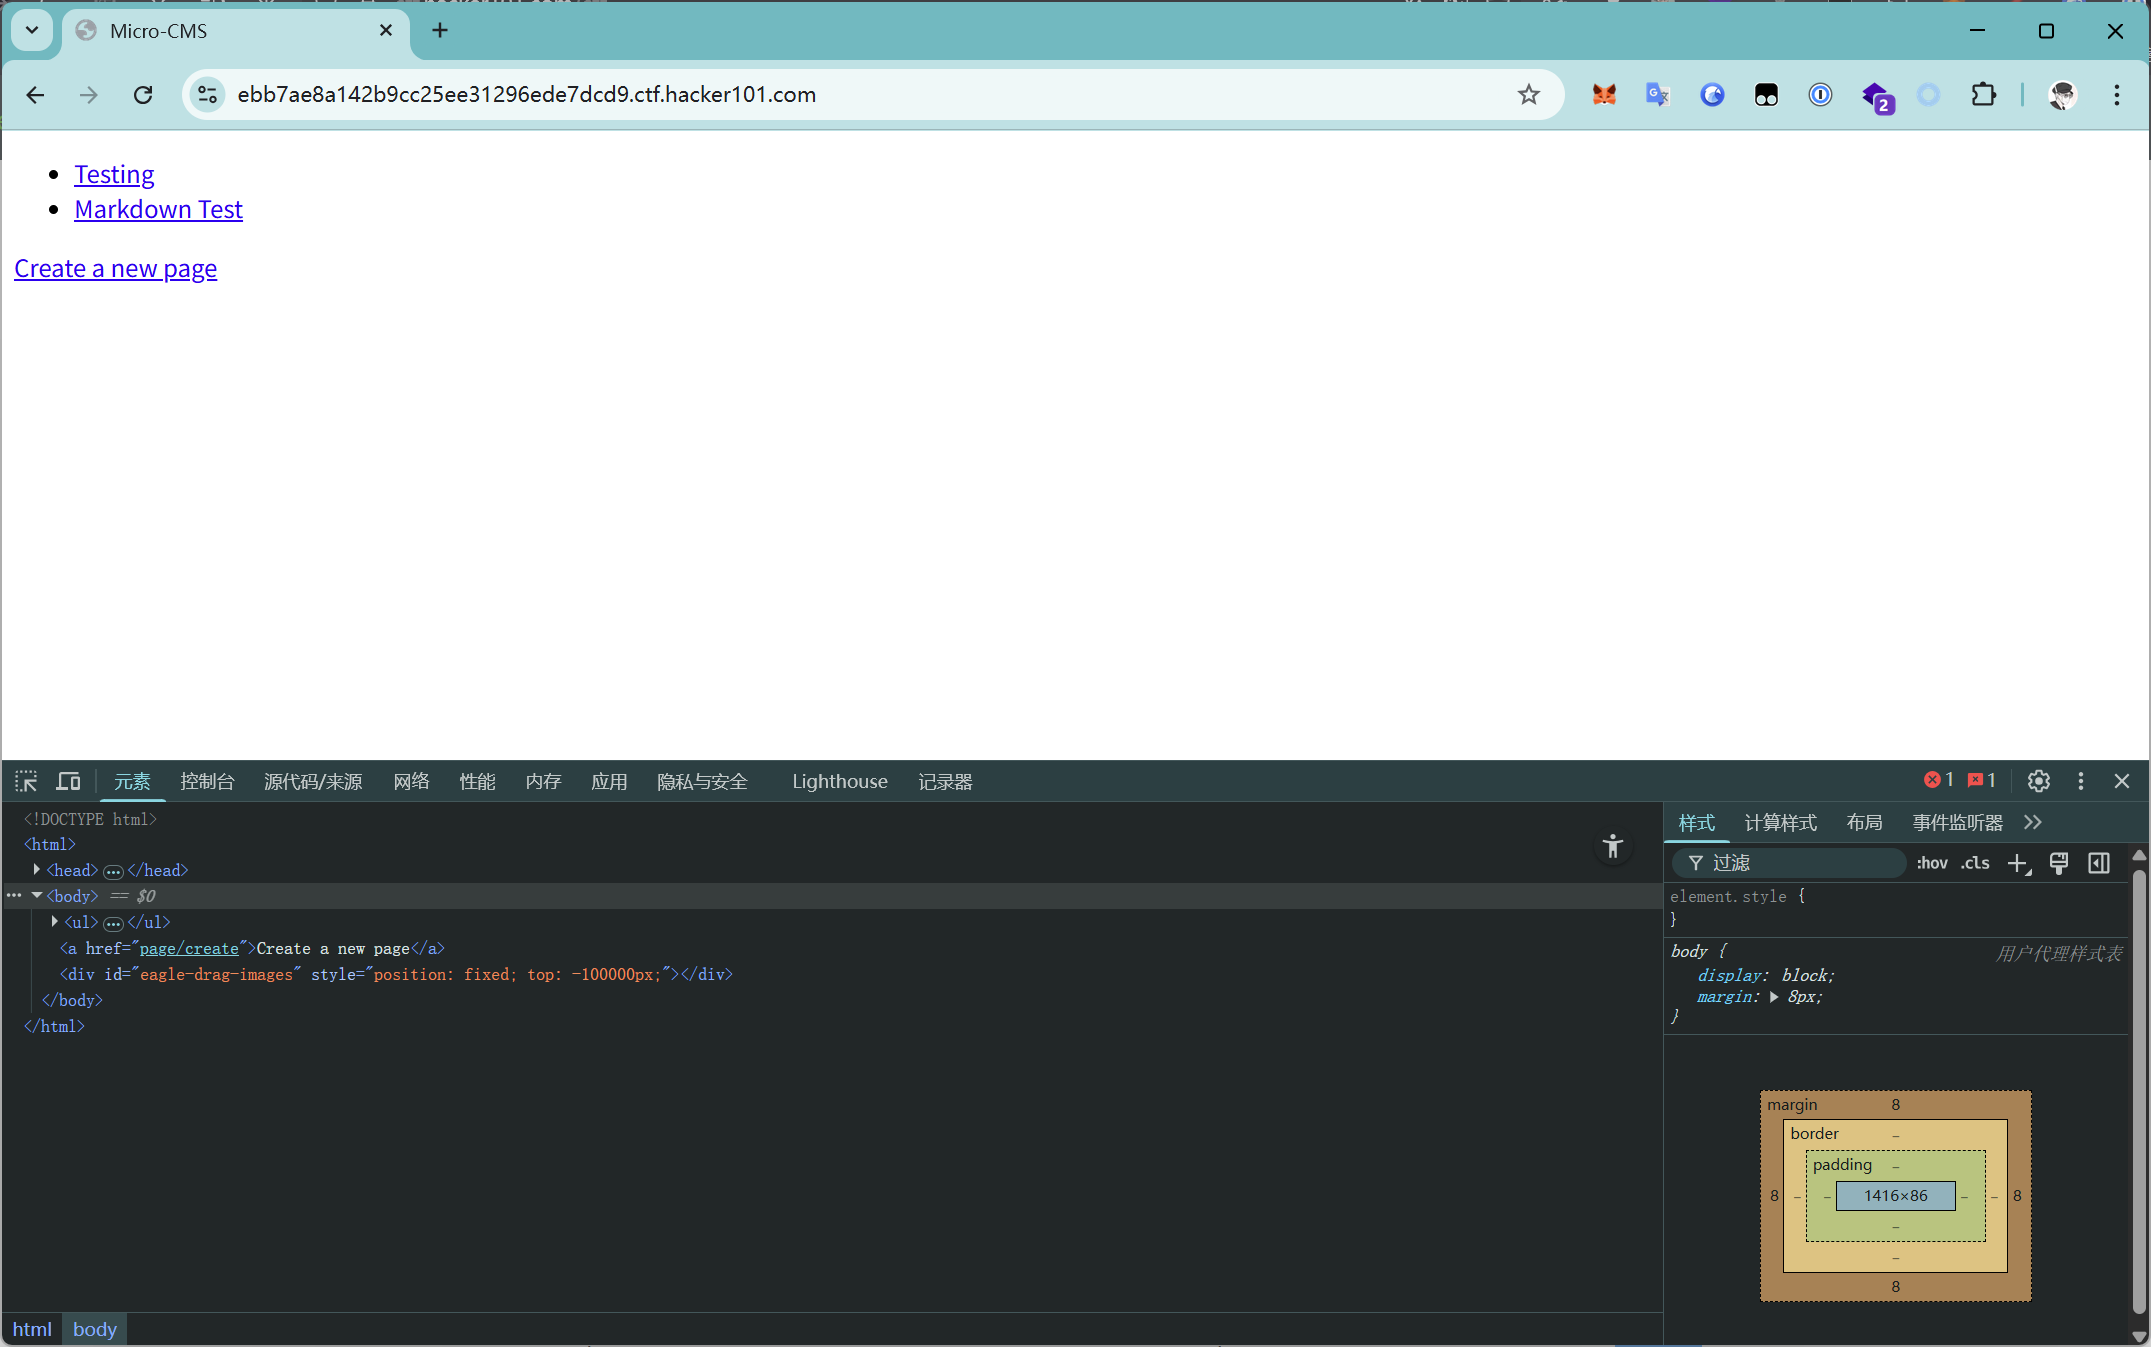 Micro-CMS
ebb7ae8a142b9cc25ee31296ede7dcd9.ctf.hacker101.com
2
Testing
Markdown Test
Create a new page
元素 控制台 源代码/来源 网络 性能 内存 应用 隐私与安全 Lighthouse 记录器 1 1
<!DOCTYPE html>
<html>
<head> ••• </head>
••• <body> == $0
<ul> ••• </ul>
<a href="page/create">Create a new page</a>
<div id="eagle-drag-images" style="position: fixed; top: -100000px;"></div>
</body>
</html>
html body
样式 计算样式 布局 事件监听器
过滤 :hov .cls
element.style {
}
body { 用户代理样式表
display: block;
margin: 8px;
}
margin 8
border –
padding –
8 – – 1416×86 – – 8
–
–
8